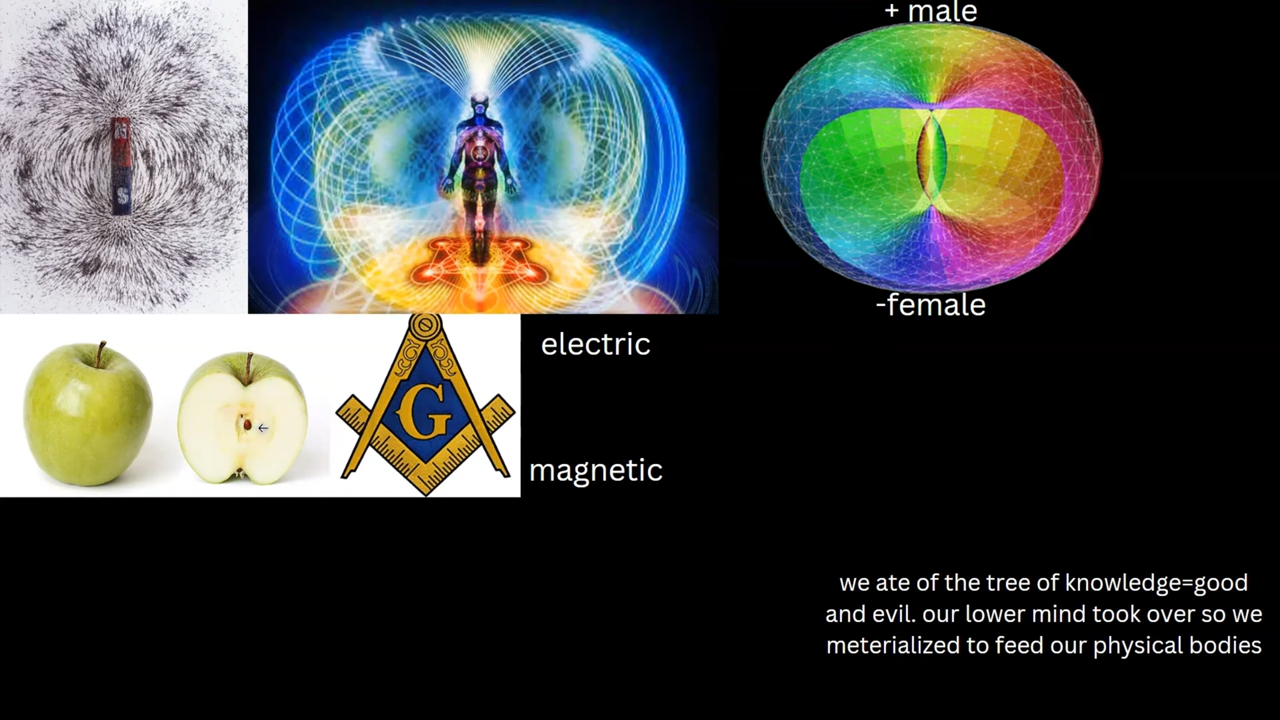 + male
N
S
-female
electric
G
magnetic
we ate of the tree of knowledge=good
and evil. our lower mind took over so we
meterialized to feed our physical bodies